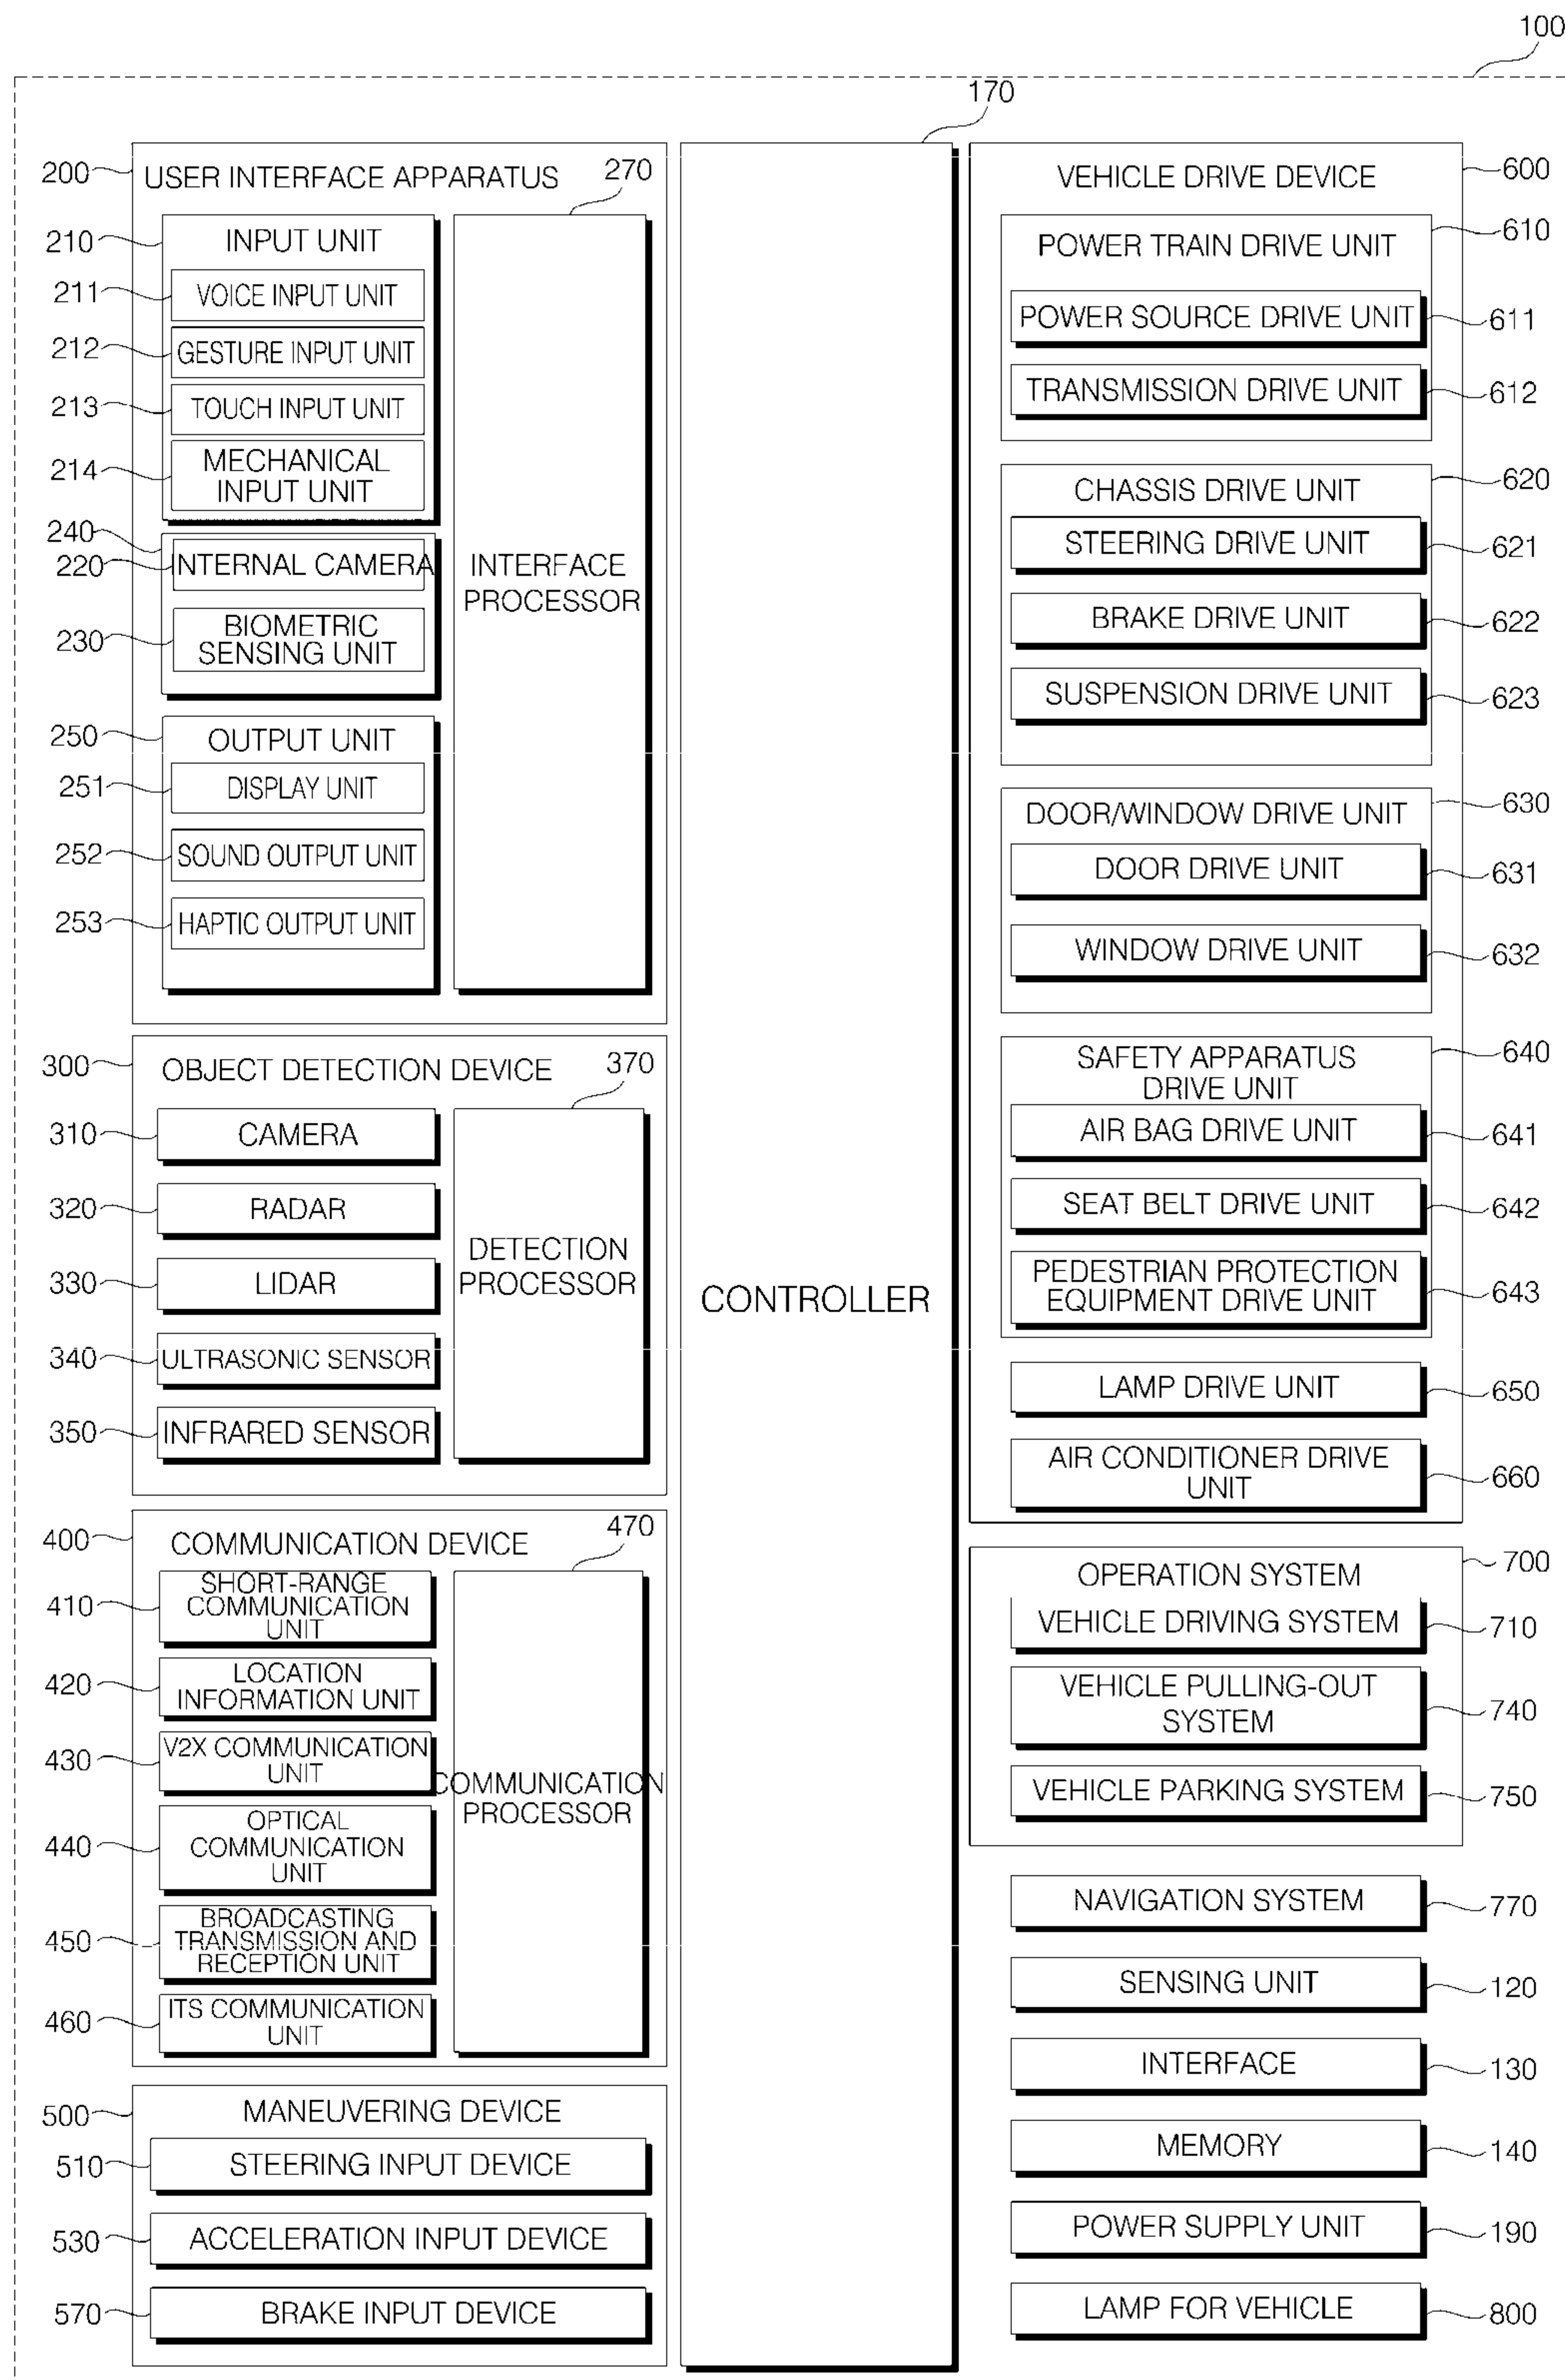 100
170
200
USER INTERFACE APPARATUS
270
210
INPUT UNIT
211
VOICE INPUT UNIT
212
GESTURE INPUT UNIT
213
TOUCH INPUT UNIT
214
MECHANICAL
INPUT UNIT
240
220
INTERNAL CAMERA
230
BIOMETRIC
SENSING UNIT
INTERFACE
PROCESSOR
250
OUTPUT UNIT
251
DISPLAY UNIT
252
SOUND OUTPUT UNIT
253
HAPTIC OUTPUT UNIT
300
OBJECT DETECTION DEVICE
370
310
CAMERA
320
RADAR
330
LIDAR
340
ULTRASONIC SENSOR
350
INFRARED SENSOR
DETECTION
PROCESSOR
400
COMMUNICATION DEVICE
470
410
SHORT-RANGE
COMMUNICATION
UNIT
420
LOCATION
INFORMATION UNIT
430
V2X COMMUNICATION
UNIT
440
OPTICAL
COMMUNICATION
UNIT
450
BROADCASTING
TRANSMISSION AND
RECEPTION UNIT
460
ITS COMMUNICATION
UNIT
COMMUNICATION
PROCESSOR
500
MANEUVERING DEVICE
510
STEERING INPUT DEVICE
530
ACCELERATION INPUT DEVICE
570
BRAKE INPUT DEVICE
CONTROLLER
VEHICLE DRIVE DEVICE
600
POWER TRAIN DRIVE UNIT
610
POWER SOURCE DRIVE UNIT
611
TRANSMISSION DRIVE UNIT
612
CHASSIS DRIVE UNIT
620
STEERING DRIVE UNIT
621
BRAKE DRIVE UNIT
622
SUSPENSION DRIVE UNIT
623
DOOR/WINDOW DRIVE UNIT
630
DOOR DRIVE UNIT
631
WINDOW DRIVE UNIT
632
SAFETY APPARATUS
DRIVE UNIT
640
AIR BAG DRIVE UNIT
641
SEAT BELT DRIVE UNIT
642
PEDESTRIAN PROTECTION
EQUIPMENT DRIVE UNIT
643
LAMP DRIVE UNIT
650
AIR CONDITIONER DRIVE
UNIT
660
OPERATION SYSTEM
700
VEHICLE DRIVING SYSTEM
710
VEHICLE PULLING-OUT
SYSTEM
740
VEHICLE PARKING SYSTEM
750
NAVIGATION SYSTEM
770
SENSING UNIT
120
INTERFACE
130
MEMORY
140
POWER SUPPLY UNIT
190
LAMP FOR VEHICLE
800